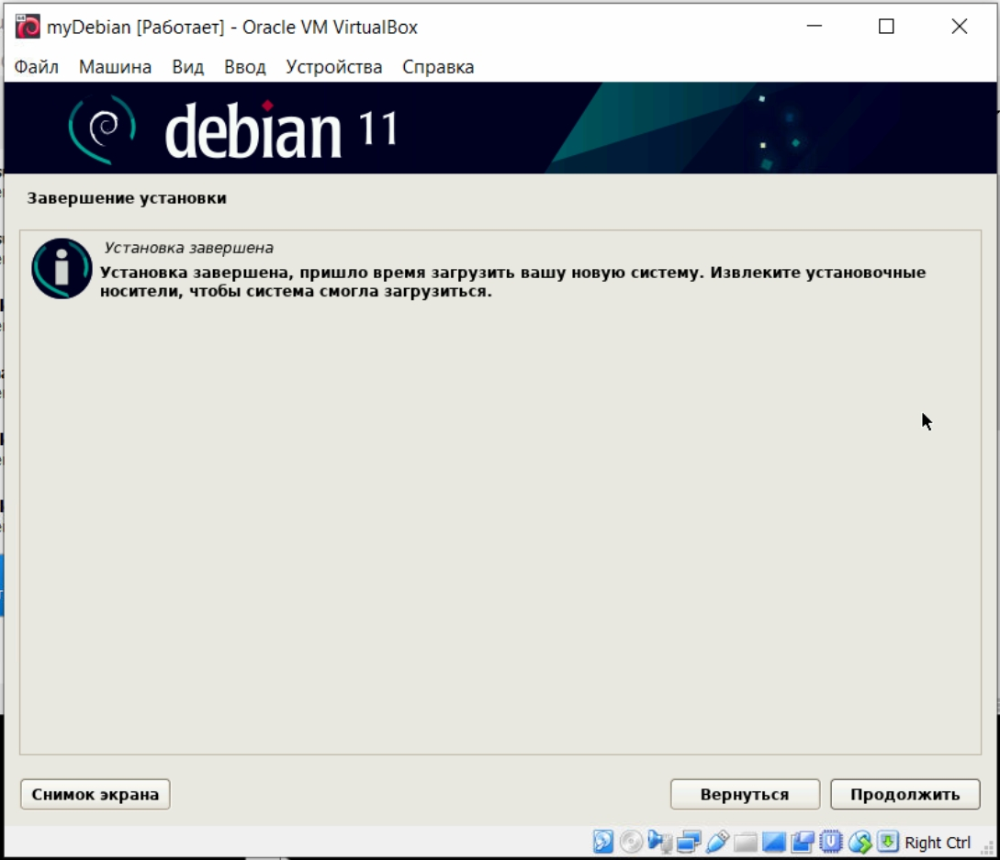 myDebian [Работает] - Oracle VM VirtualBox
Файл Машина Вид Ввод Устройства Справка
debian 11
Завершение установки
Установка завершена
Установка завершена, пришло время загрузить вашу новую систему. Извлеките установочные
носители, чтобы система смогла загрузиться.
Снимок экрана Вернуться Продолжить
Right Ctrl